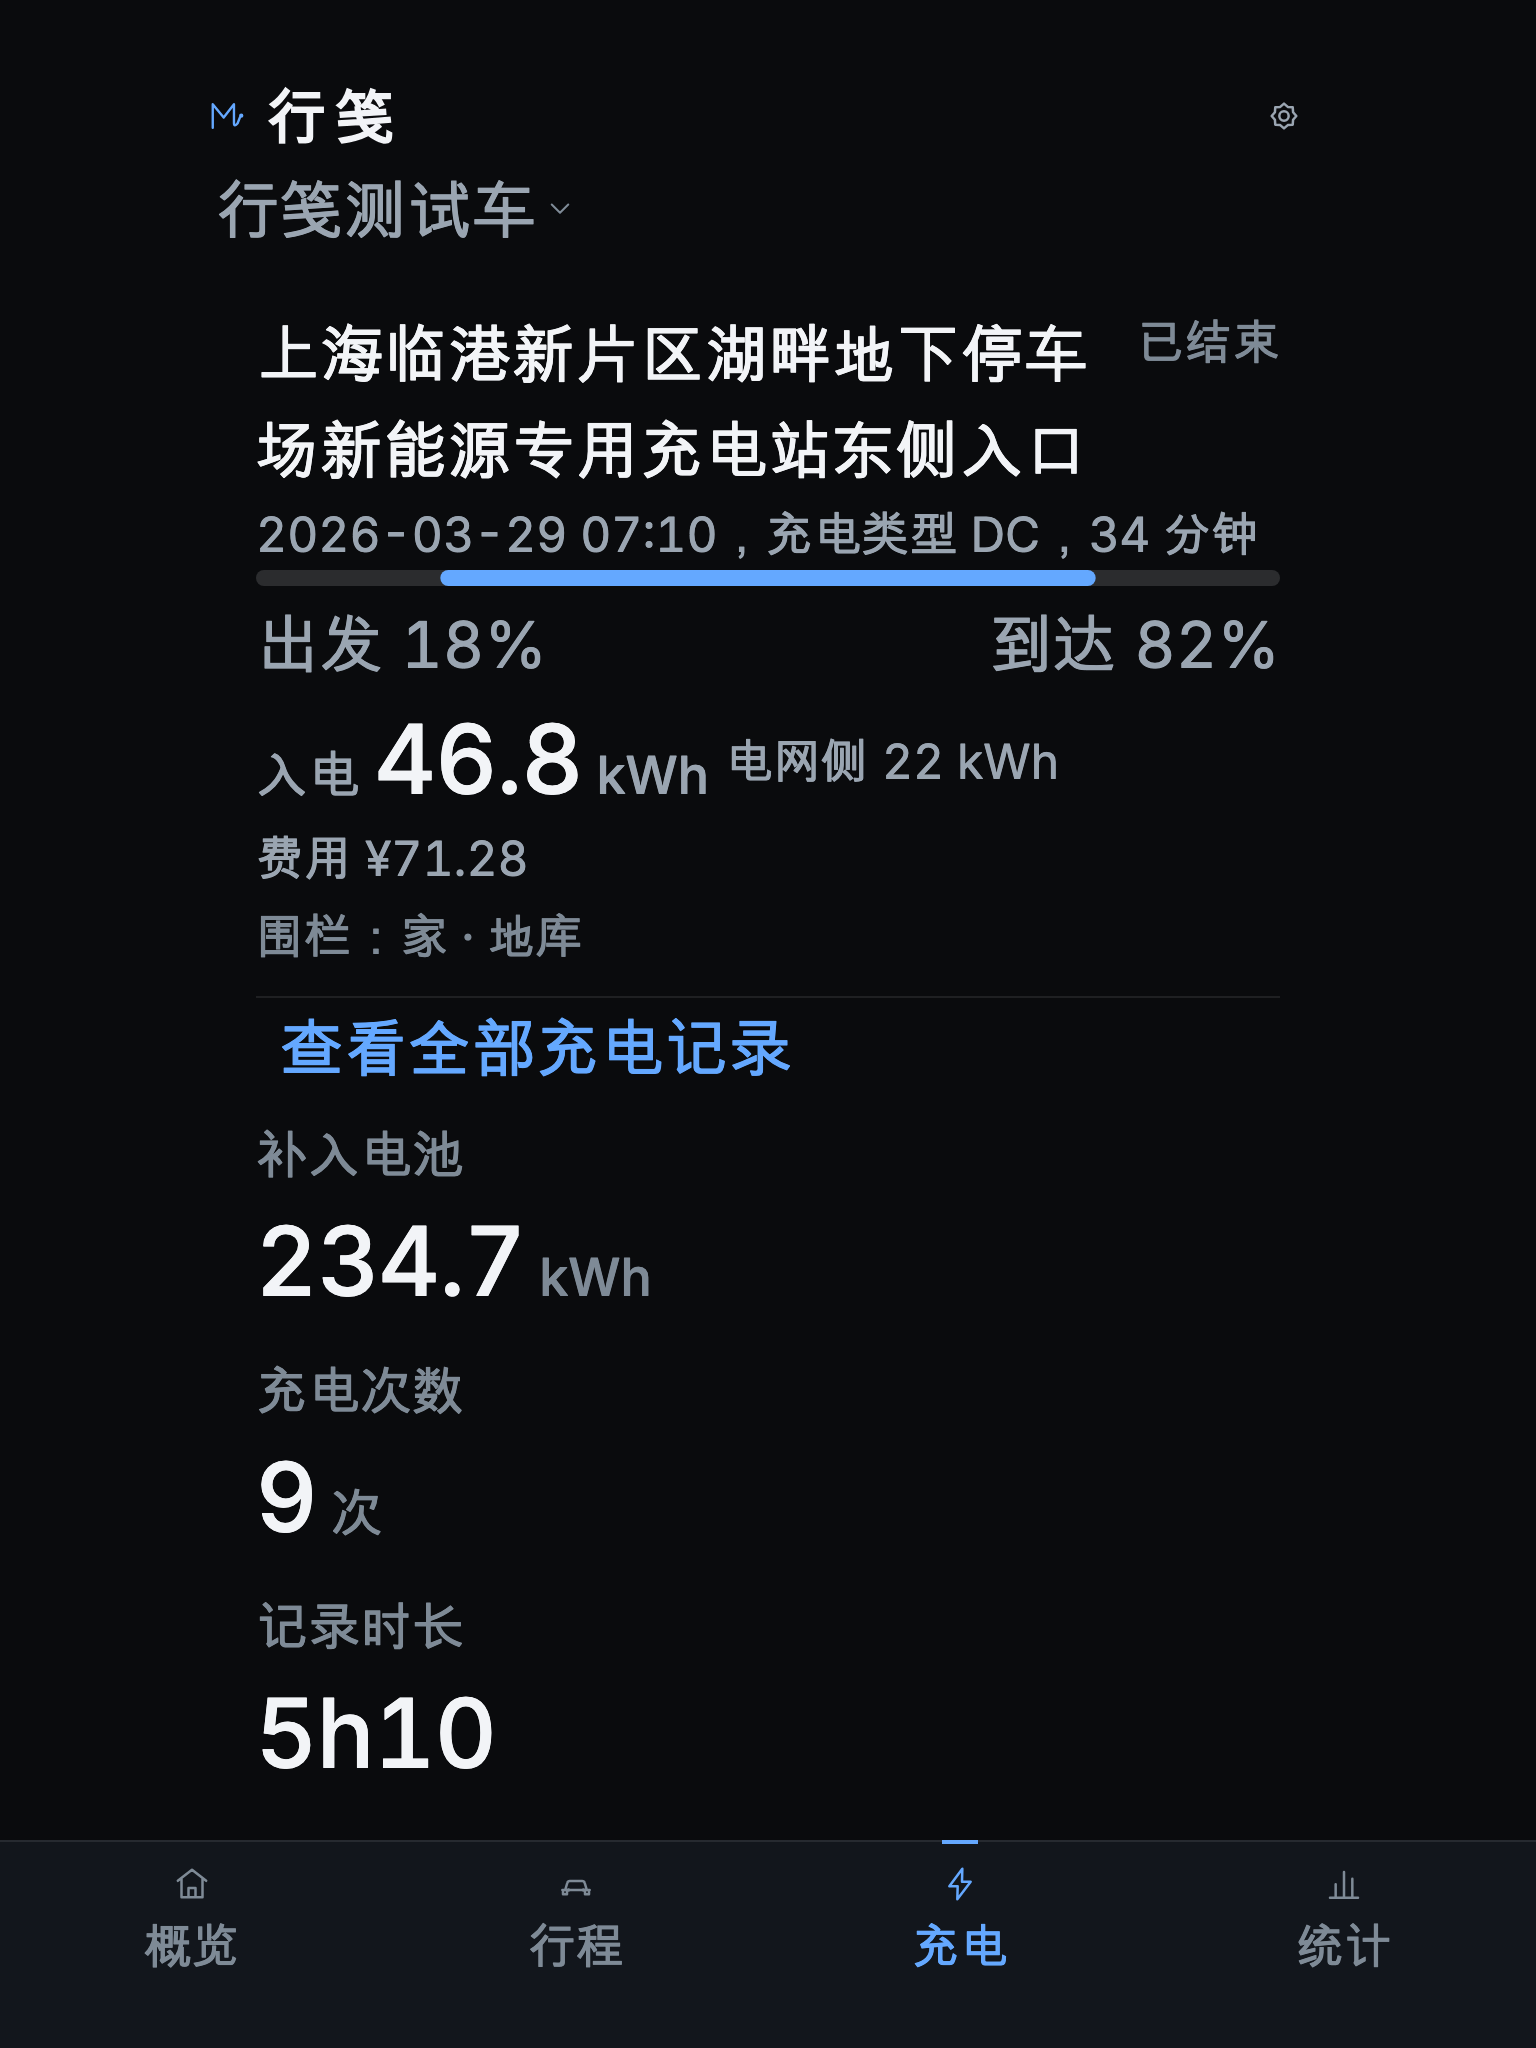 行笺
行笺测试车
上海临港新片区湖畔地下停车
已结束
场新能源专用充电站东侧入口
2026-03-29 07:10，充电类型 DC，34 分钟
出发 18%
到达 82%
入电 46.8 kWh 电网侧 22 kWh
费用 ¥71.28
围栏：家 · 地库
查看全部充电记录
补入电池
234.7 kWh
充电次数
9 次
记录时长
5h10
概览
行程
充电
统计